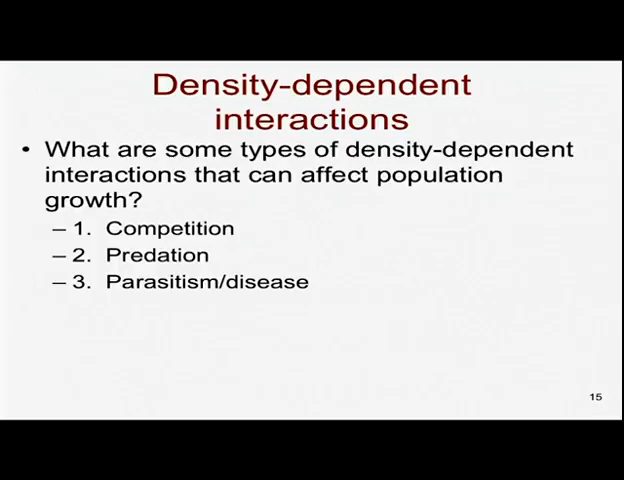 Density-dependent
interactions
• What are some types of density-dependent
interactions that can affect population
growth?
– 1. Competition
– 2. Predation
– 3. Parasitism/disease
15